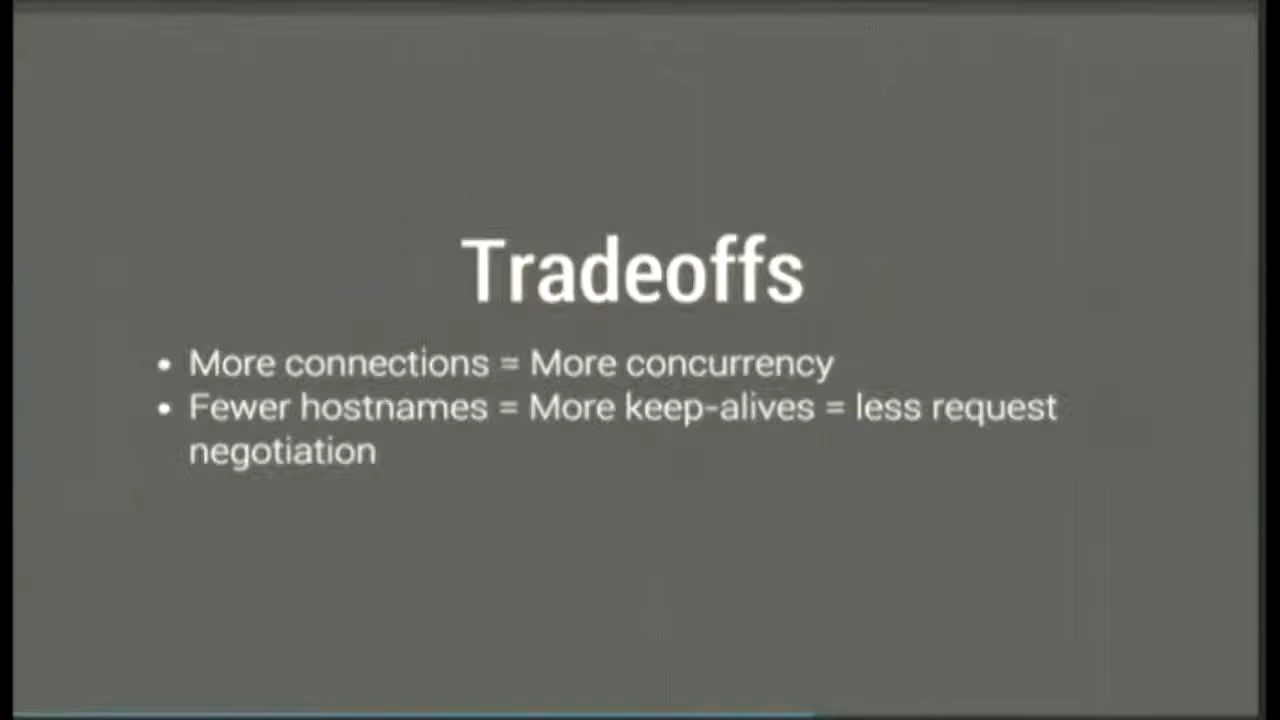 Tradeoffs
• More connections = More concurrency
• Fewer hostnames = More keep-alives = less request
negotiation